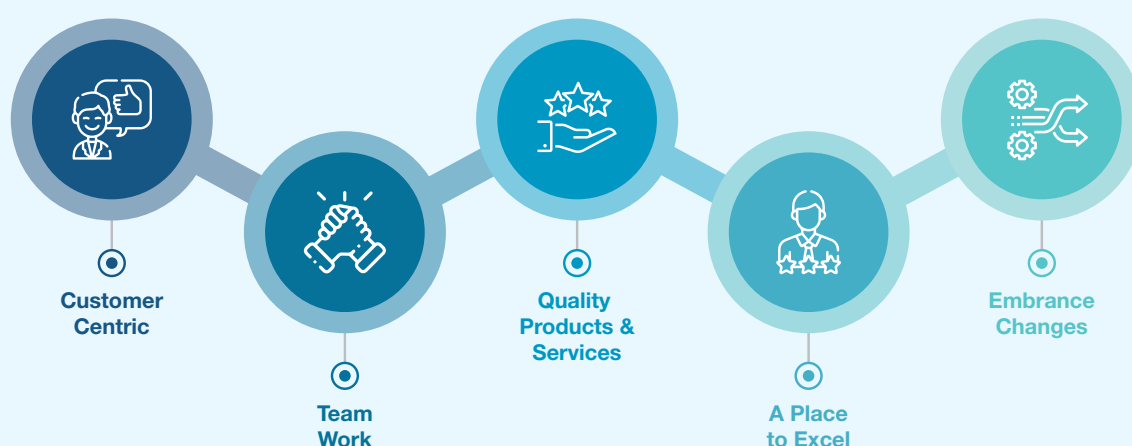 Customer
Centric
Team
Work
Quality
Products &
Services
A Place
to Excel
Embrance
Changes